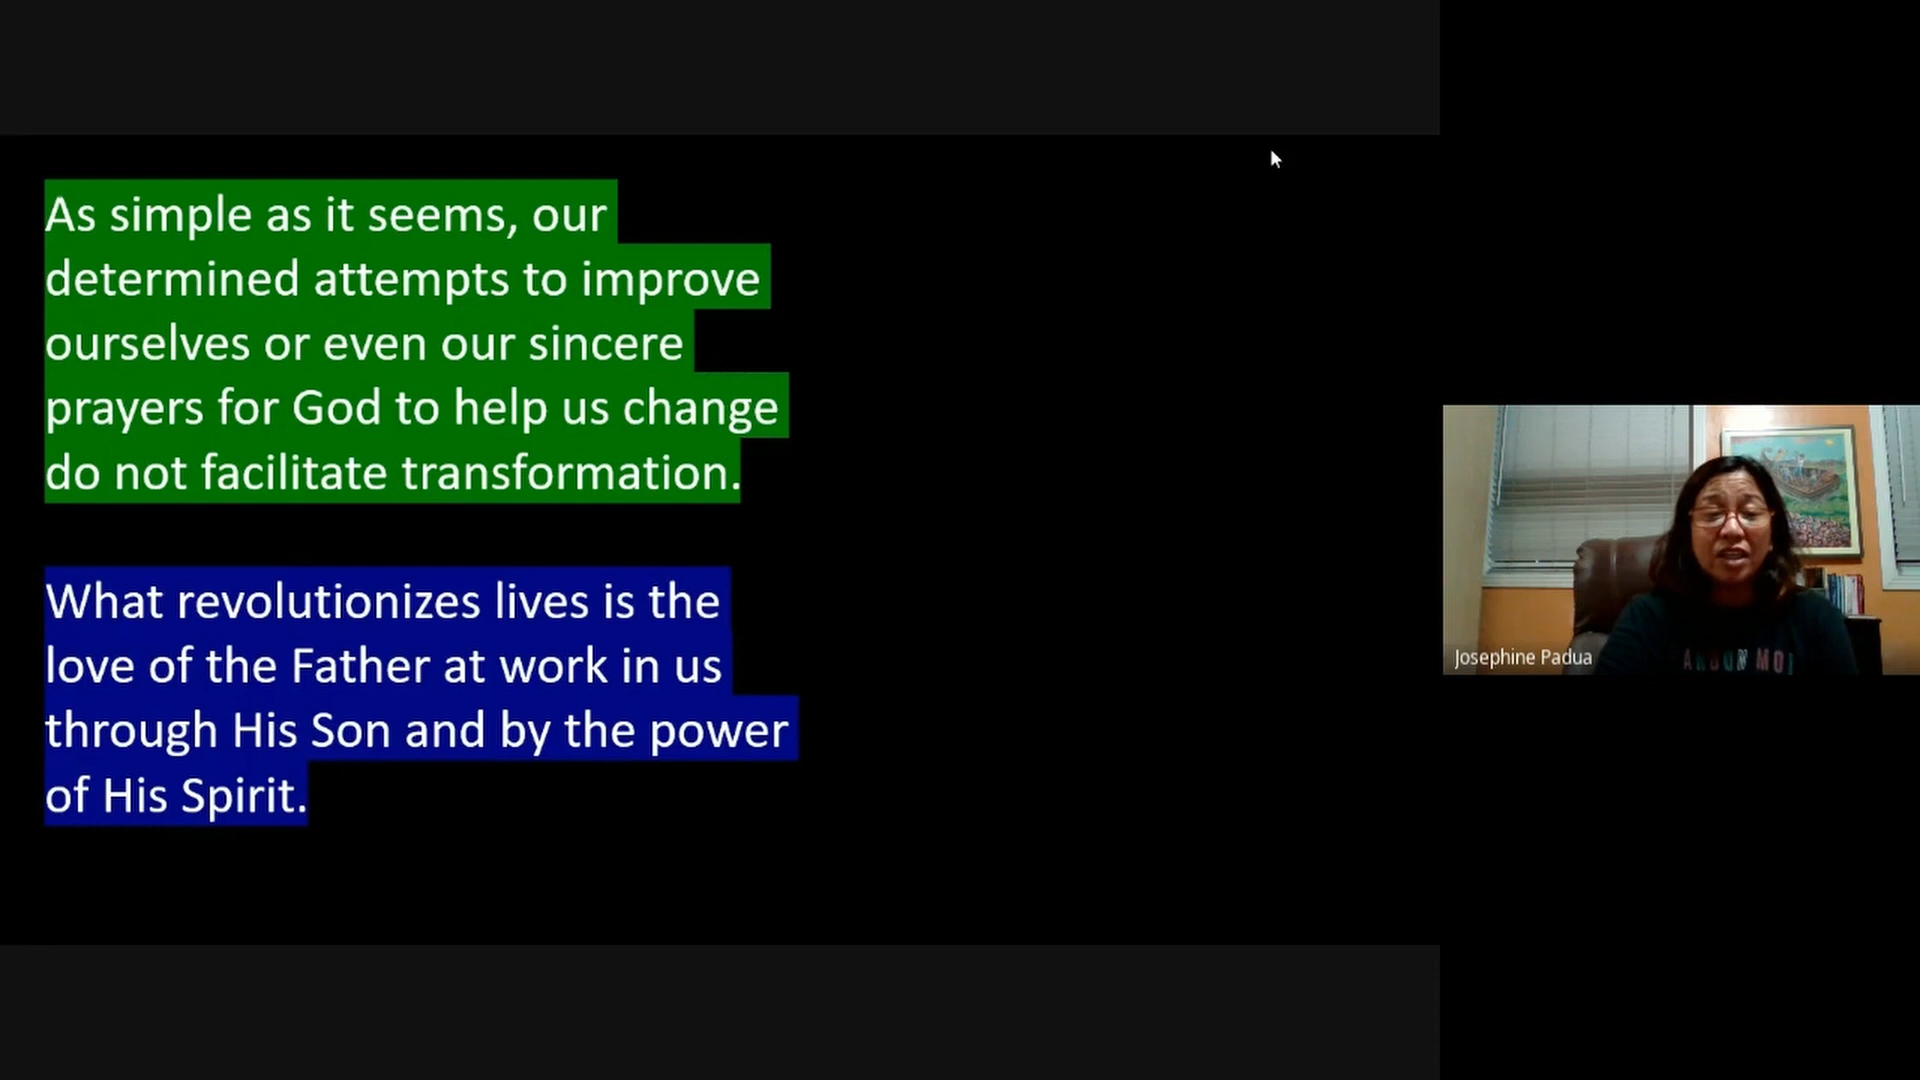 As simple as it seems, our
determined attempts to improve
ourselves or even our sincere
prayers for God to help us change
do not facilitate transformation.
What revolutionizes lives is the
love of the Father at work in us
through His Son and by the power
of His Spirit.
Josephine Padua